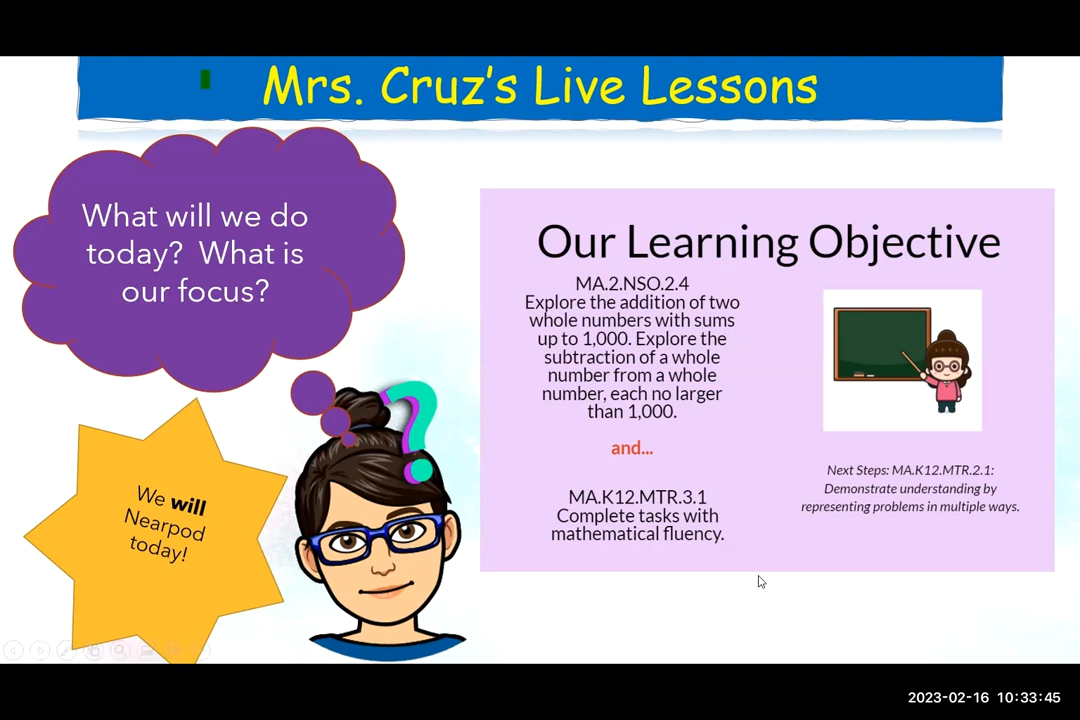 Mrs. Cruz's Live Lessons
What will we do
today?  What is
our focus?
We will
Nearpod
today!
Our Learning Objective
MA.2.NSO.2.4
Explore the addition of two
whole numbers with sums
up to 1,000. Explore the
subtraction of a whole
number from a whole
number, each no larger
than 1,000.
and...
MA.K12.MTR.3.1
Complete tasks with
mathematical fluency.
Next Steps: MA.K12.MTR.2.1:
Demonstrate understanding by
representing problems in multiple ways.
2023-02-16 10:33:45